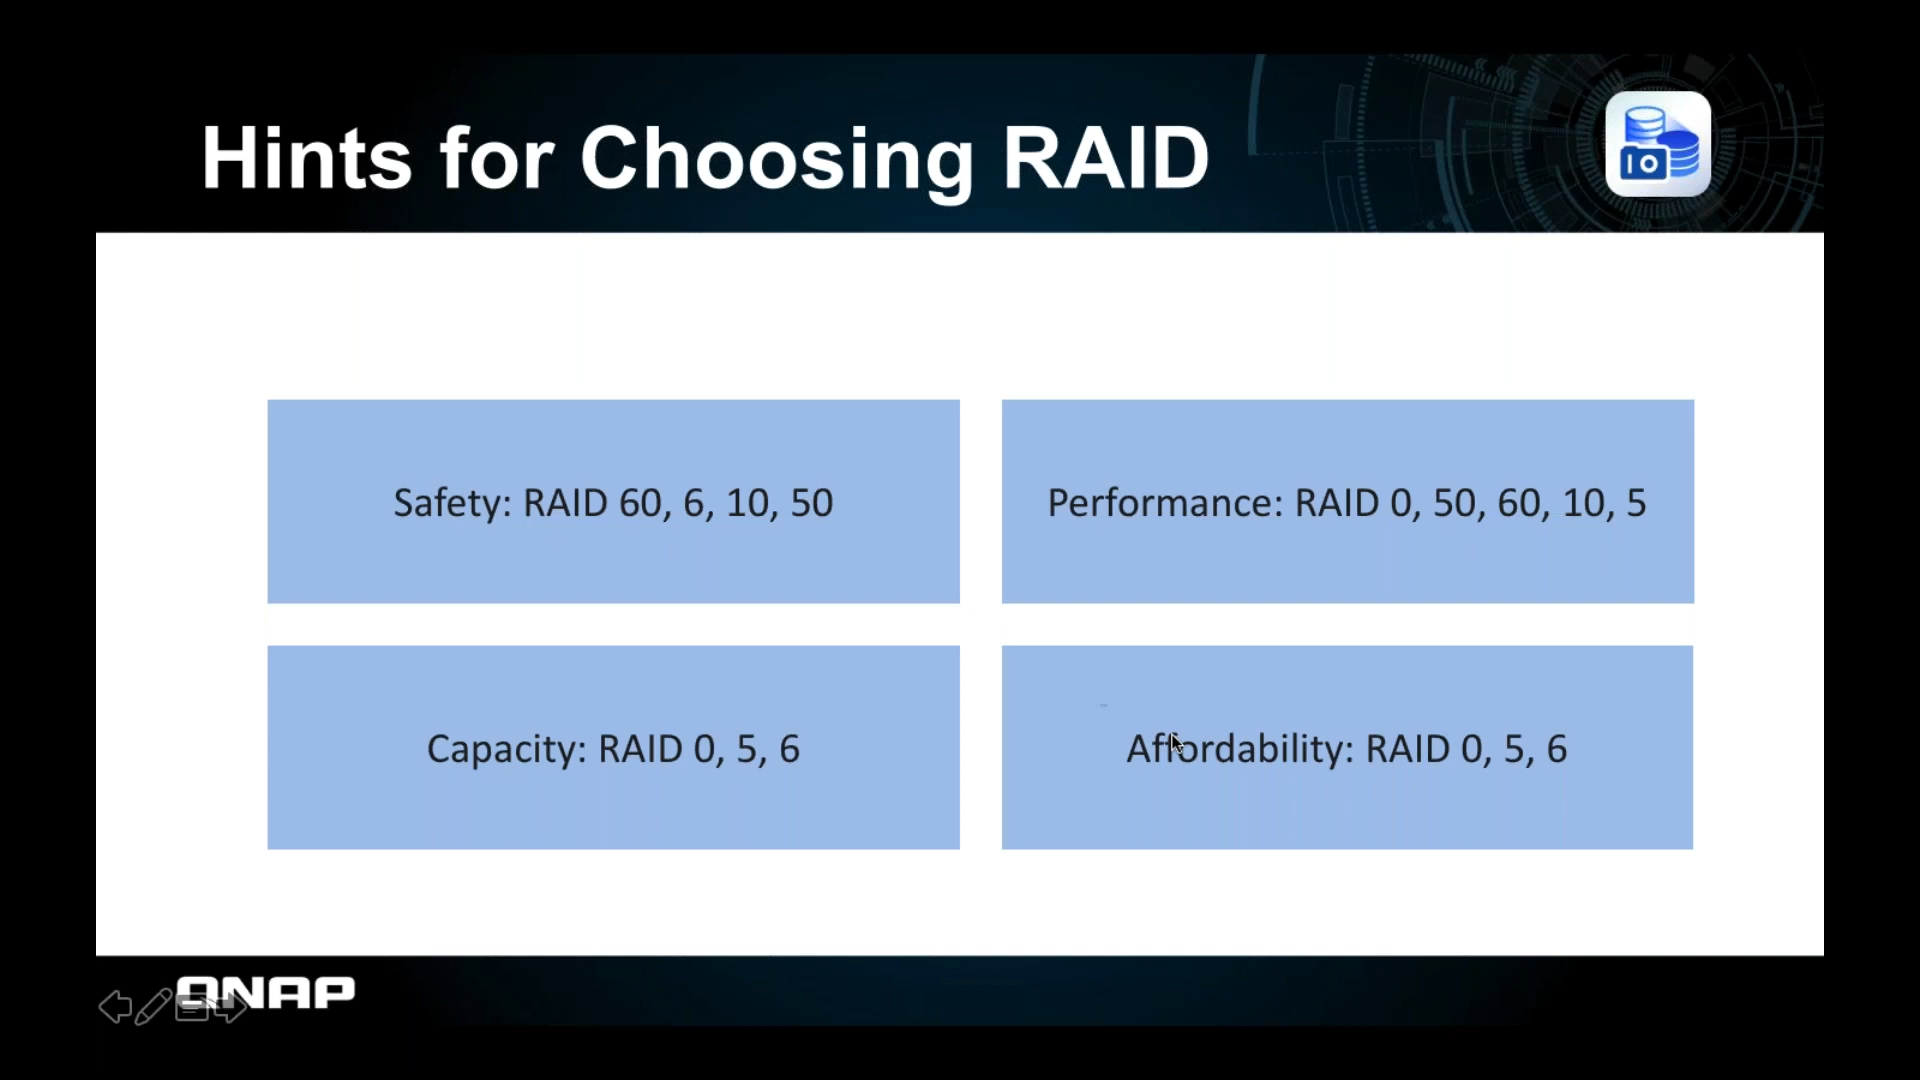 Hints for Choosing RAID
IO
Safety: RAID 60, 6, 10, 50
Performance: RAID 0, 50, 60, 10, 5
Capacity: RAID 0, 5, 6
Affordability: RAID 0, 5, 6
QNAP